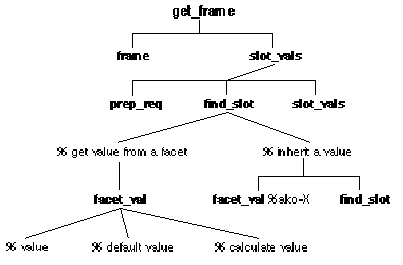 get_frame
frame slot_vals
prep_req find_slot slot_vals
% get value from a facet % inherit a value
facet_val facet_val %ako-X find_slot
% value % default value % calculate value